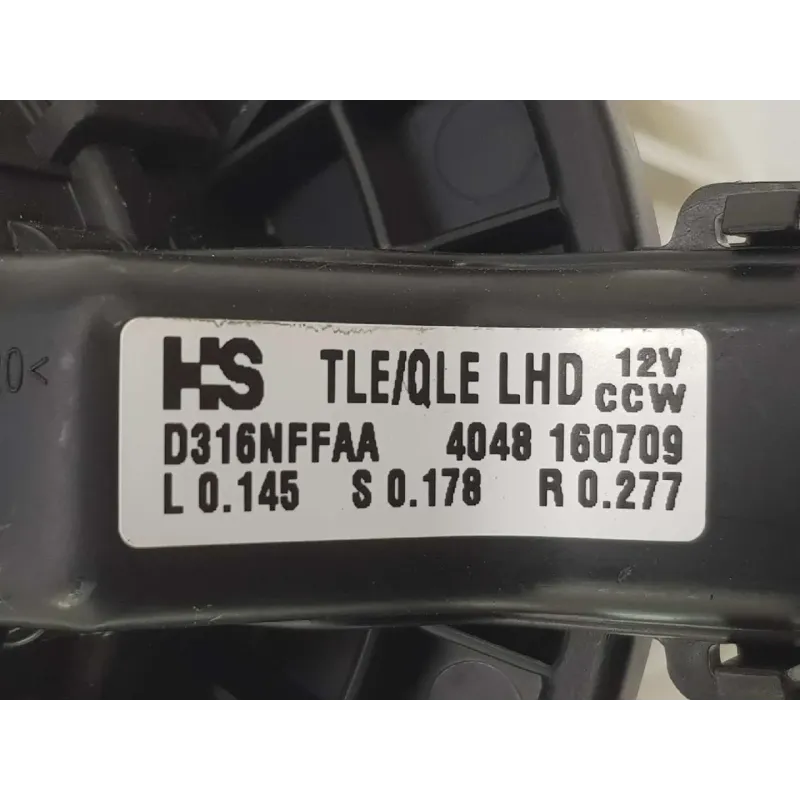 HS TLE/QLE LHD 12V CCW
D316NFFAA 4048 160709
L 0.145 S 0.178 R 0.277